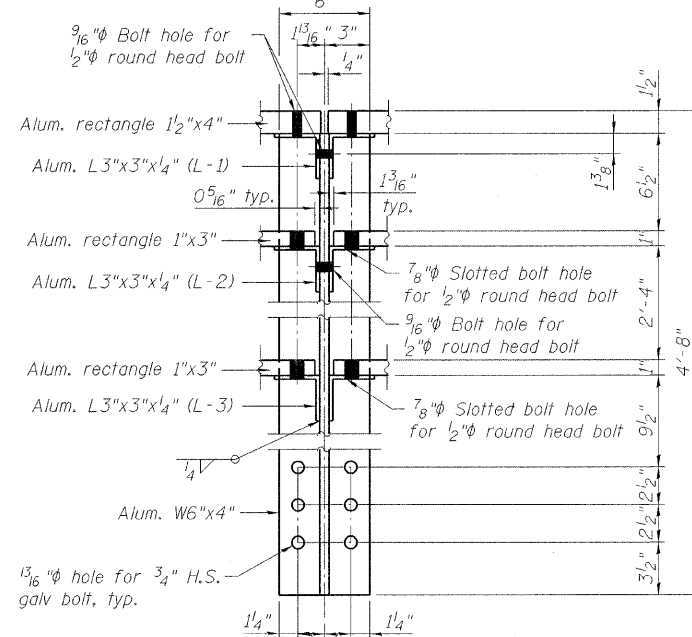 6"
1 13/16" 3"
9/16"ϕ Bolt hole for
1/2"ϕ round head bolt
1/4"
1 1/2"
Alum. rectangle 1 1/2"x4"
Alum. L3"x3"x1/4" (L-1)
1 3/8"
6 1/2"
0 5/16" typ.
1 3/16"
typ.
Alum. rectangle 1"x3"
1"
7/8"ϕ Slotted bolt hole
for 1/2"ϕ round head bolt
Alum. L3"x3"x1/4" (L-2)
2'-4"
9/16"ϕ Bolt hole for
1/2"ϕ round head bolt
4'-8"
Alum. rectangle 1"x3"
1"
Alum. L3"x3"x1/4" (L-3)
7/8"ϕ Slotted bolt hole
for 1/2"ϕ round head bolt
9 1/2"
1/4
2 1/2"
Alum. W6"x4"
2 1/2"
13/16"ϕ hole for 3/4" H.S.
galv bolt, typ.
3 1/2"
1 1/4" 1 1/4"